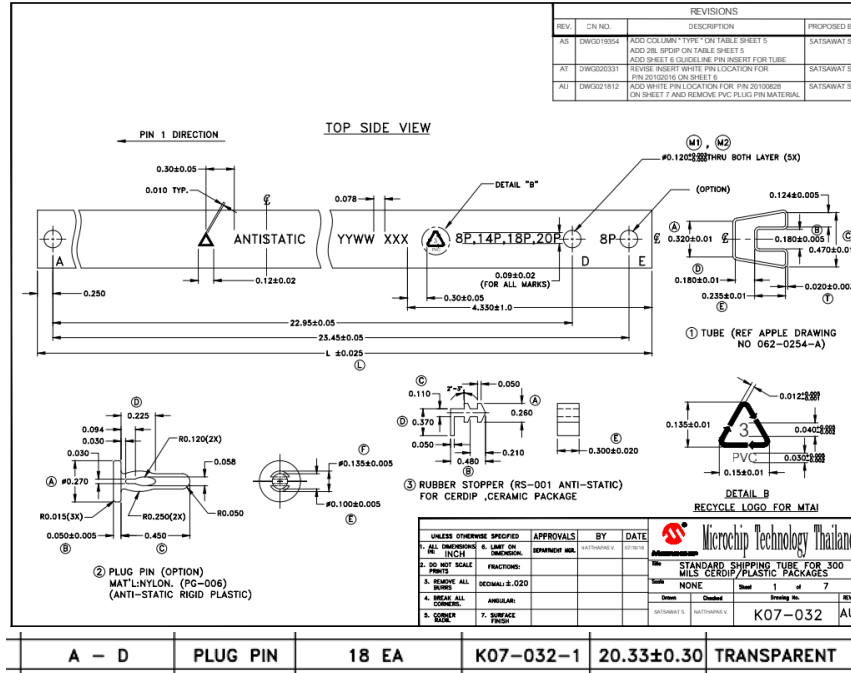 REVISIONS
REV. CN NO. DESCRIPTION PROPOSED B
AS DWG019354 ADD COLUMN "TYPE" ON TABLE SHEET 5 SATSAWAT S
ADD 28L SPDIP ON TABLE SHEET 5
ADD SHEET 6 GUIDELINE PIN INSERT FOR TUBE
AT DWG020331 REVISE INSERT WHITE PIN LOCATION FOR SATSAWAT S
P/N 20102016 ON SHEET 6
AU DWG021812 ADD WHITE PIN LOCATION FOR P/N 20100828 SATSAWAT S
ON SHEET 7 AND REMOVE PVC PLUG PIN MATERIAL
PIN 1 DIRECTION
TOP SIDE VIEW
M1 , M2
ø0.120 THRU BOTH LAYER (5X)
0.30±0.05
0.010 TYP.
0.078
DETAIL "B"
(OPTION)
0.124±0.005
ANTISTATIC YYWW XXX 3 PVC 8P,14P,18P,20P 8P
A D E
0.12±0.02
0.09±0.02
(FOR ALL MARKS)
0.250
0.30±0.05
4.330±1.0
22.95±0.05
23.45±0.05
L ±0.025
L
A
0.320±0.01
B
0.180±0.005
C
0.470±0.01
D
0.180±0.01
0.020±0.002
0.235±0.01
E
T
1 TUBE (REF APPLE DRAWING
NO 062-0254-A)
D
0.225
0.094
0.030
0.030
R0.120(2X)
0.058
A ø0.270
R0.015(3X)
R0.250(2X)
R0.050
0.050±0.005
0.450
B C
F
ø0.135±0.005
ø0.100±0.005
E
2 PLUG PIN (OPTION)
MAT'L:NYLON. (PG-006)
(ANTI-STATIC RIGID PLASTIC)
C
0.110
2°-3°
0.050
A
0.260
D 0.370
0.050
0.210
0.480
B
E
0.300±0.020
3 RUBBER STOPPER (RS-001 ANTI-STATIC)
FOR CERDIP ,CERAMIC PACKAGE
0.012
0.135±0.01
3
0.040
PVC
0.030
0.15±0.01
DETAIL B
RECYCLE LOGO FOR MTAI
UNLESS OTHERWISE SPECIFIED APPROVALS BY DATE
1. ALL DIMENSIONS IN: INCH 6. LIMIT ON DIMENSION. DEPARTMENT MGR. NATTHAPAS V.
2. DO NOT SCALE PRINTS FRACTIONS:
3. REMOVE ALL BURRS DECIMAL:±.020
4. BREAK ALL CORNERS. ANGULAR:
5. CORNER RADII. 7. SURFACE FINISH
MICROCHIP Microchip Technology Thailand
Title STANDARD SHIPPING TUBE FOR 300
MILS CERDIP/PLASTIC PACKAGES
Scale NONE Sheet 1 of 7
Drawn Checked Drawing No. REV
SATSAWAT S. NATTHAPAS V. K07-032 AU
A - D PLUG PIN 18 EA K07-032-1 20.33±0.30 TRANSPARENT